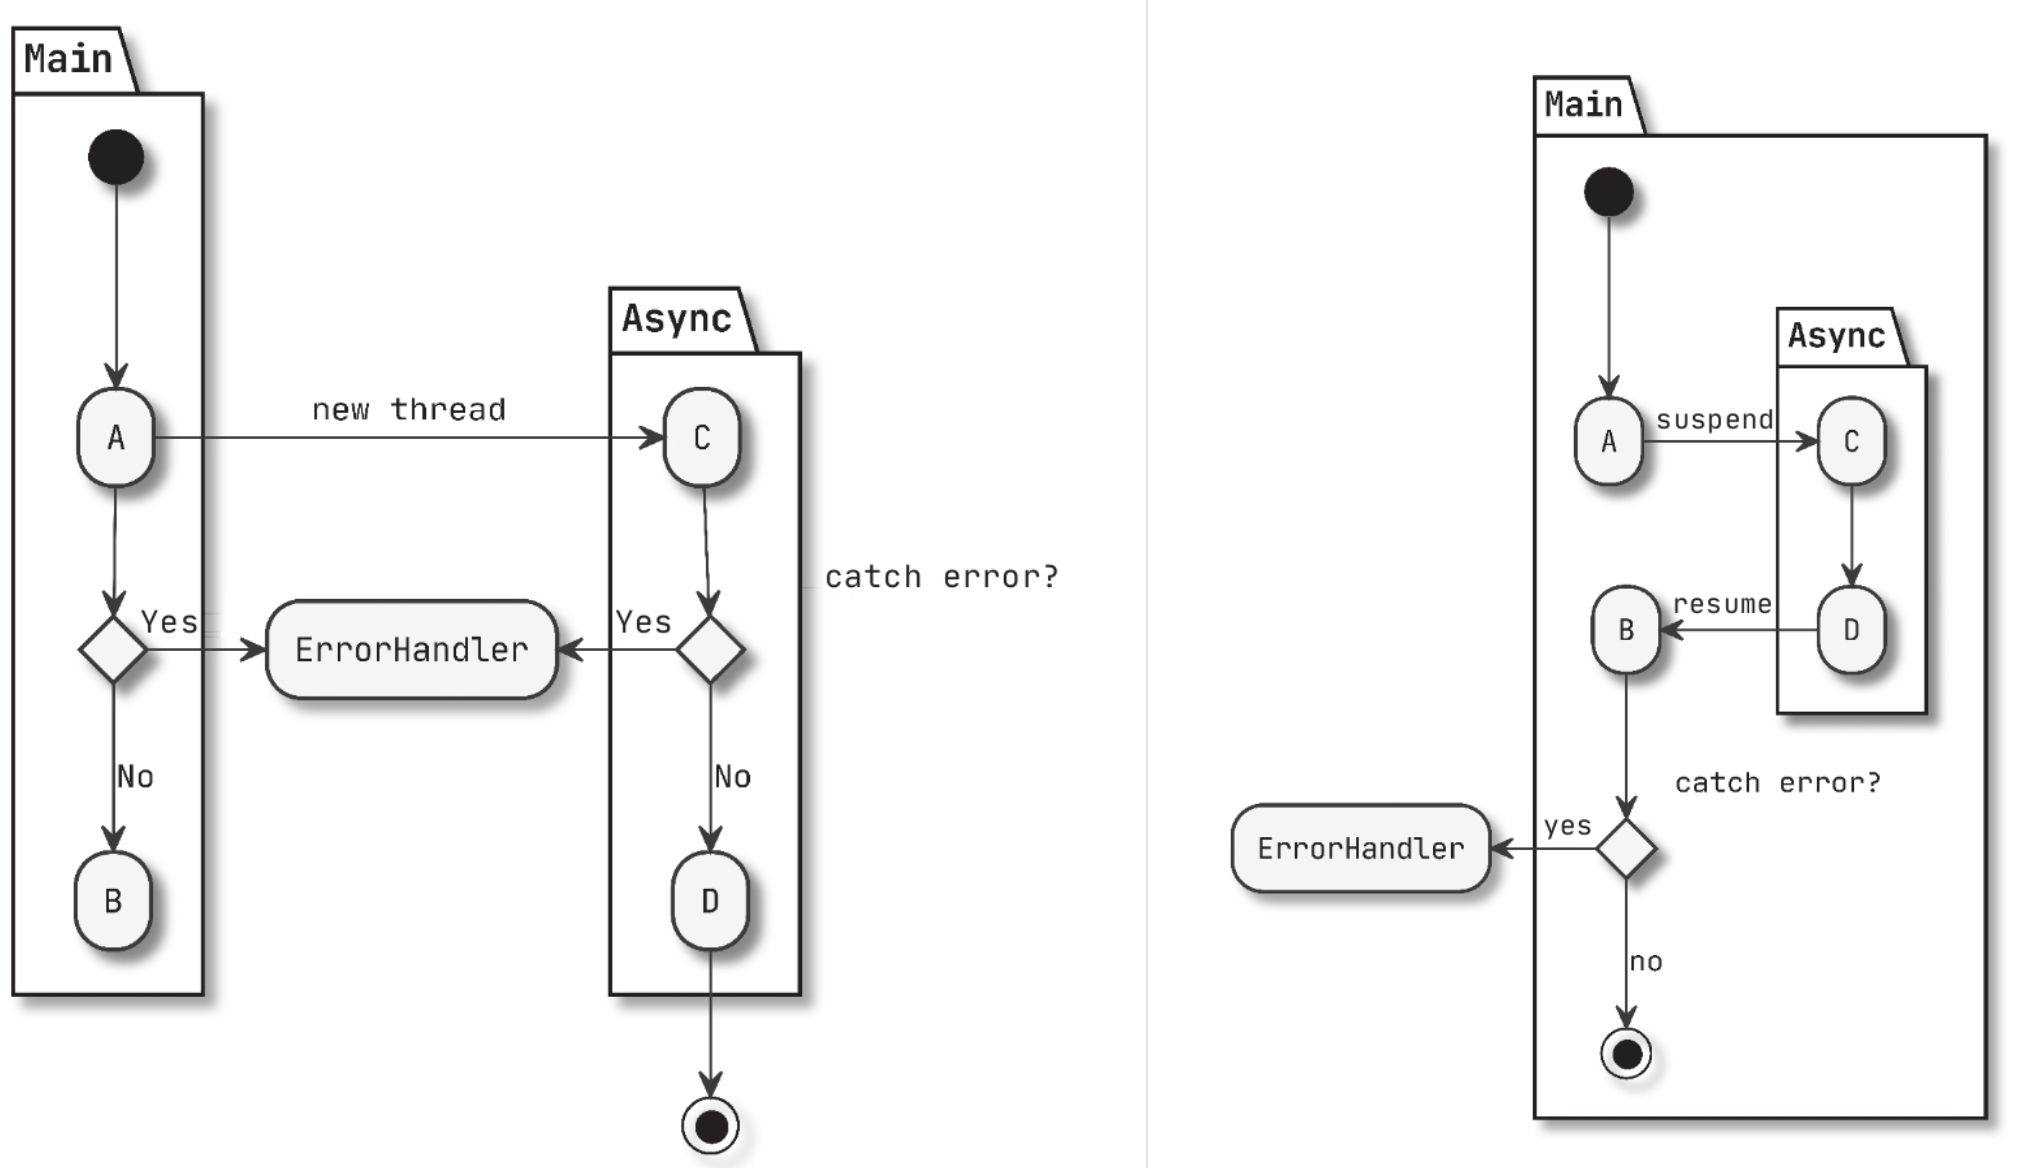 Main
Async
A
new thread
C
catch error?
Yes
ErrorHandler
Yes
No
No
B
D
Main
Async
A
suspend
C
B
resume
D
catch error?
ErrorHandler
yes
no